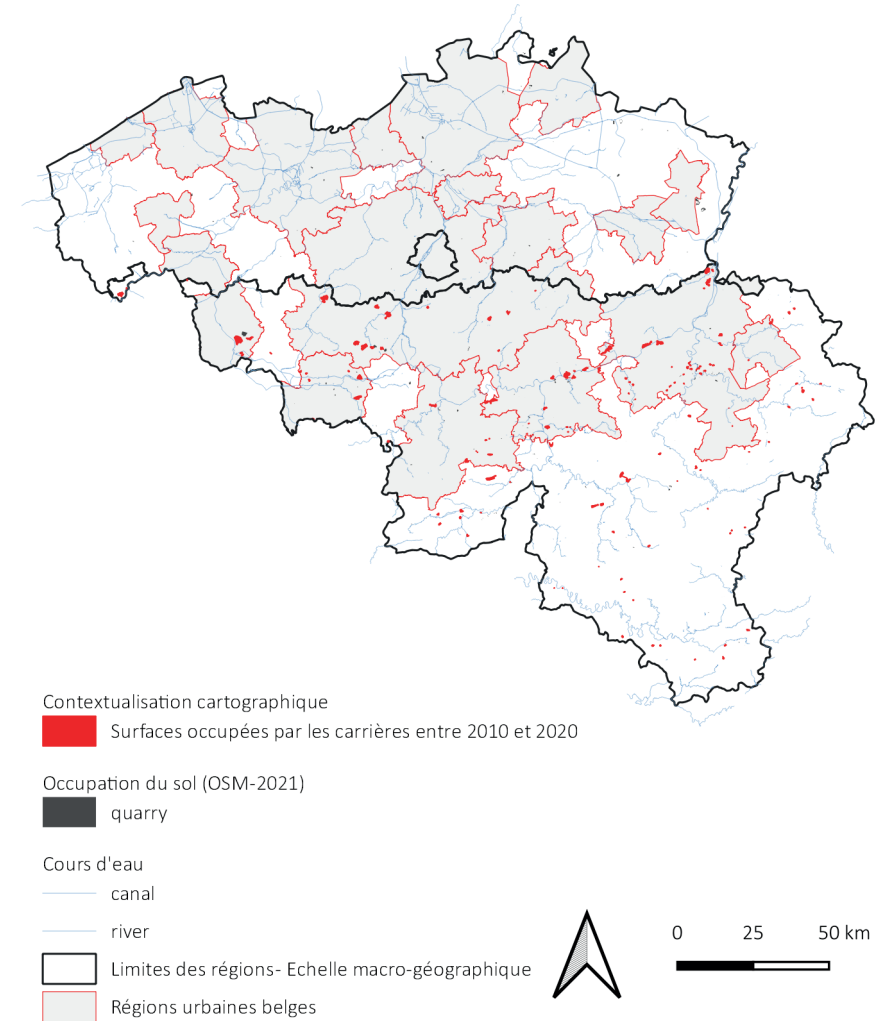 Contextualisation cartographique
Surfaces occupées par les carrières entre 2010 et 2020
Occupation du sol (OSM-2021)
quarry
Cours d'eau
canal
river
Limites des régions- Echelle macro-géographique
Régions urbaines belges
0 25 50 km